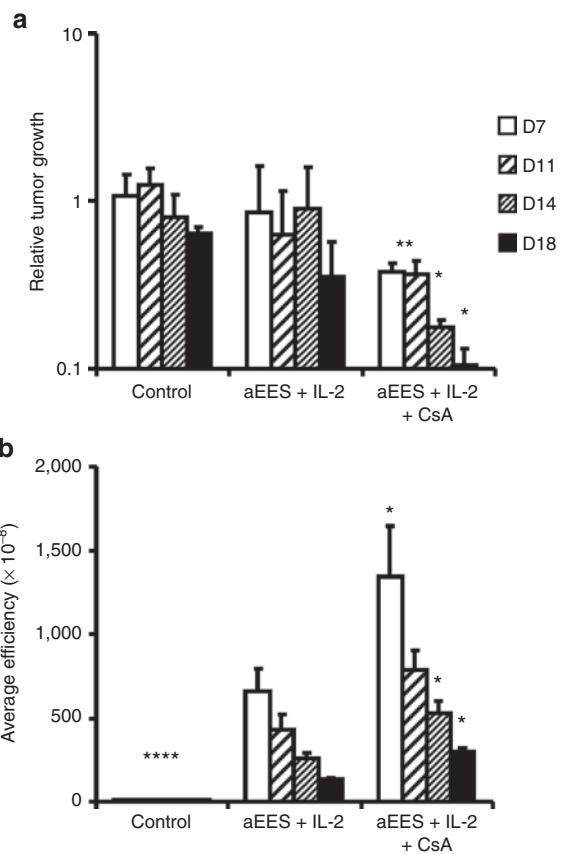 a
10
1
0.1
Relative tumor growth
D7
D11
D14
D18
**
*
*
Control
aEES + IL-2
aEES + IL-2
+ CsA
b
2,000
1,500
1,000
500
0
Average efficiency (× 10⁻⁸)
****
*
*
*
Control
aEES + IL-2
aEES + IL-2
+ CsA